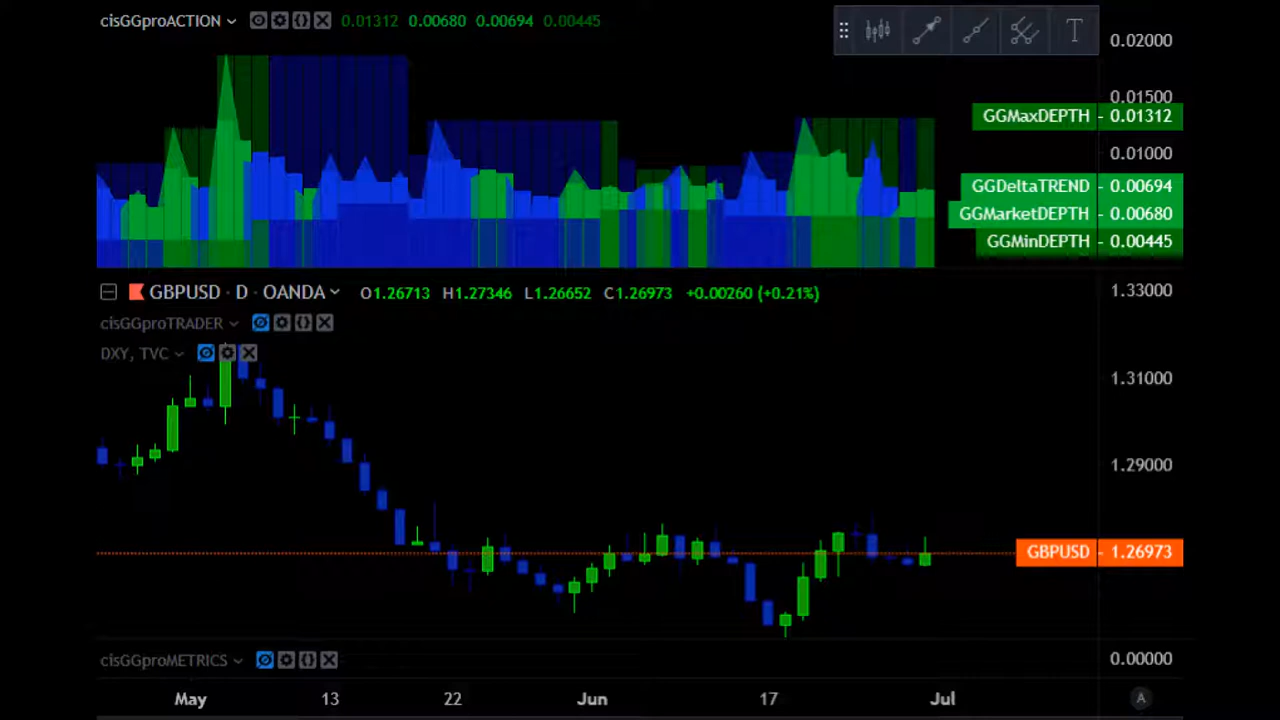 cisGGproACTION 0.01312 0.00680 0.00694 0.00445
T
0.02000
0.01500
GGMaxDEPTH - 0.01312
0.01000
GGDeltaTREND - 0.00694
GGMarketDEPTH - 0.00680
GGMinDEPTH - 0.00445
GBPUSD · D · OANDA O1.26713 H1.27346 L1.26652 C1.26973 +0.00260 (+0.21%)
1.33000
cisGGproTRADER
DXY, TVC
1.31000
1.29000
GBPUSD - 1.26973
cisGGproMETRICS
0.00000
May 13 22 Jun 17 Jul
A